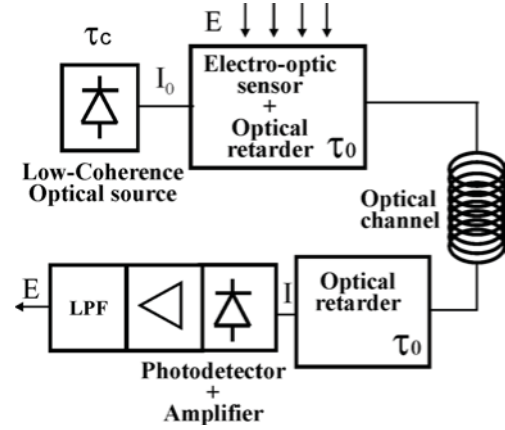 E
τc
I0
Electro-optic
sensor
+
Optical
retarder
τ0
Low-Coherence
Optical source
Optical
channel
E
LPF
I
Optical
retarder
τ0
Photodetector
+
Amplifier